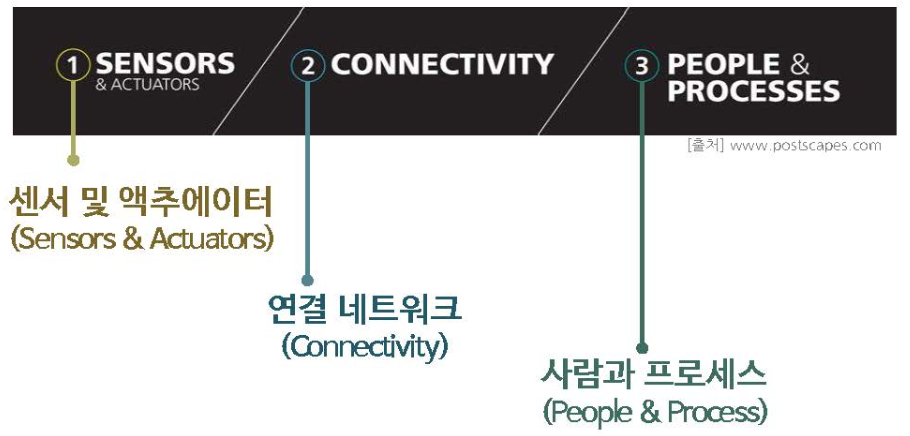 1 SENSORS
& ACTUATORS
2 CONNECTIVITY
3 PEOPLE &
PROCESSES
[출처] www.postscapes.com
센서 및 액추에이터
(Sensors & Actuators)
연결 네트워크
(Connectivity)
사람과 프로세스
(People & Process)